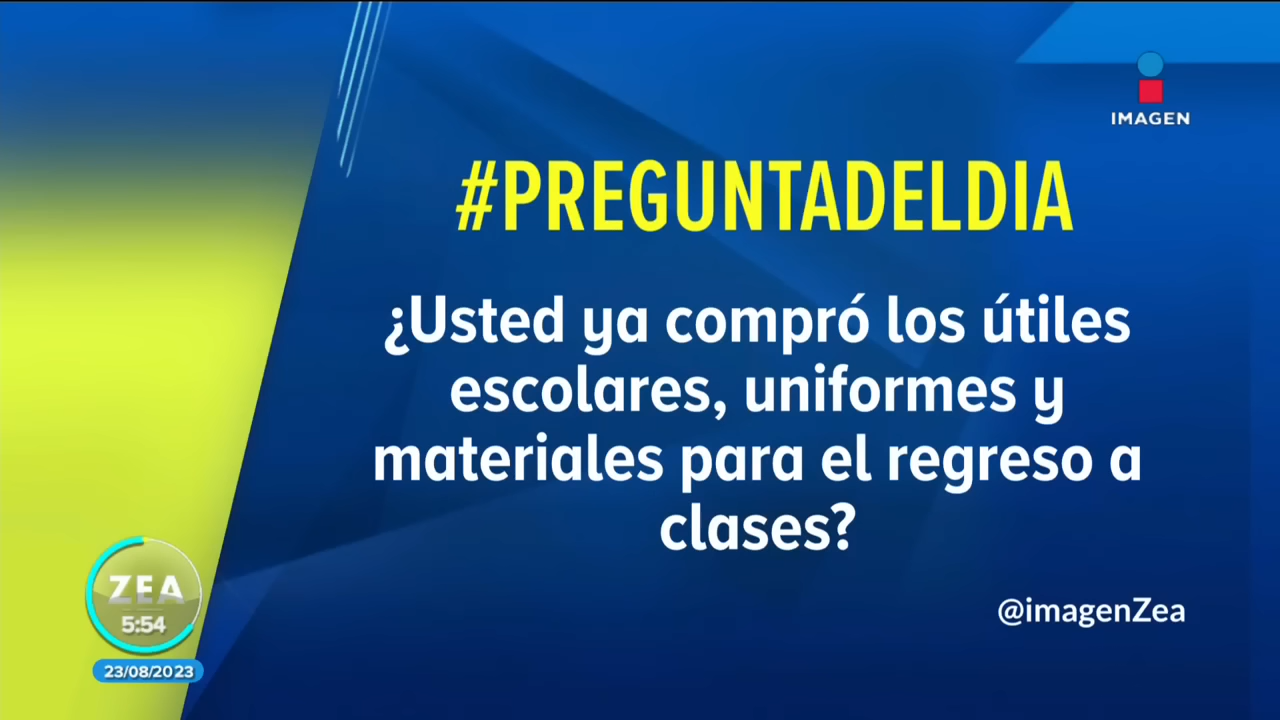 IMAGEN
#PREGUNTADELDIA
¿Usted ya compró los útiles
escolares, uniformes y
materiales para el regreso a
clases?
@imagenZea
ZEA
5:54
23/08/2023